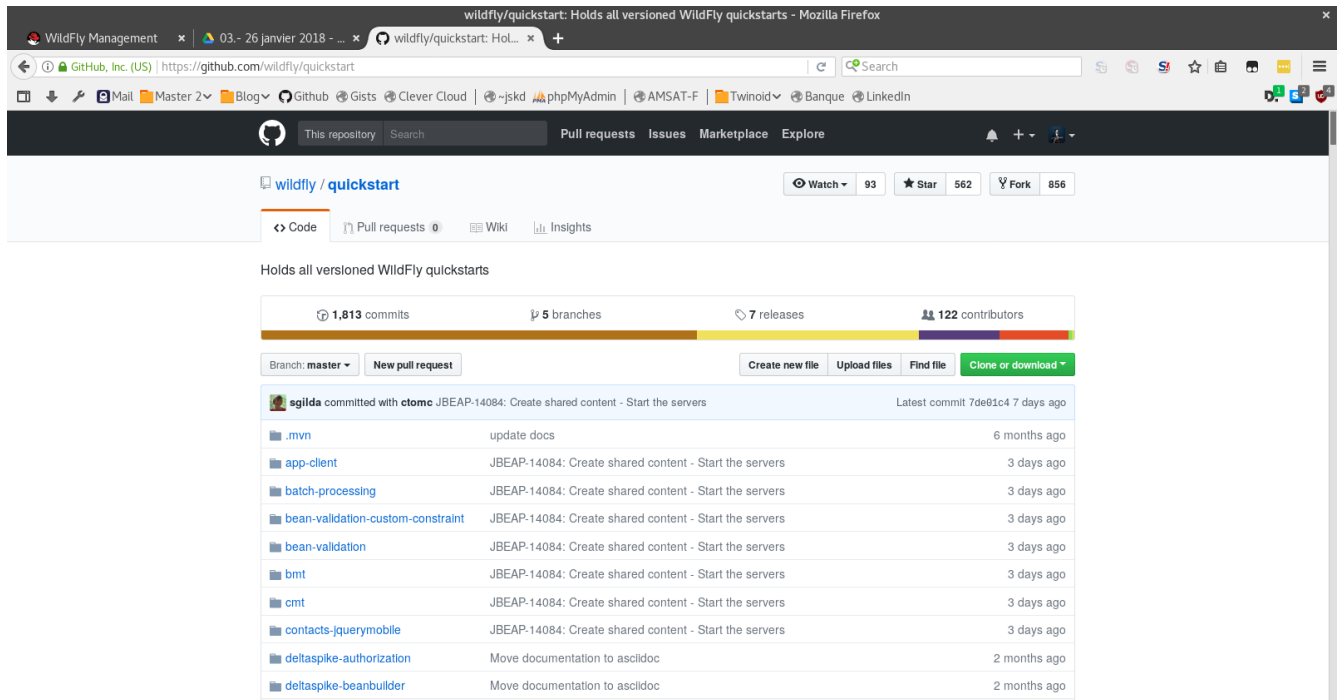 wildfly/quickstart: Holds all versioned WildFly quickstarts - Mozilla Firefox ×
WildFly Management × 03.- 26 janvier 2018 - ... × wildfly/quickstart: Hol... × +
GitHub, Inc. (US) https://github.com/wildfly/quickstart Search
Mail Master 2 Blog Github Gists Clever Cloud ~jskd phpMyAdmin AMSAT-F Twinoid Banque LinkedIn D. 1 S 2 4
This repository Search Pull requests Issues Marketplace Explore
wildfly / quickstart Watch 93 Star 562 Fork 856
Code Pull requests 0 Wiki Insights
Holds all versioned WildFly quickstarts
1,813 commits 5 branches 7 releases 122 contributors
Branch: master New pull request Create new file Upload files Find file Clone or download
sgilda committed with ctomc JBEAP-14084: Create shared content - Start the servers Latest commit 7de01c4 7 days ago
.mvn update docs 6 months ago
app-client JBEAP-14084: Create shared content - Start the servers 3 days ago
batch-processing JBEAP-14084: Create shared content - Start the servers 3 days ago
bean-validation-custom-constraint JBEAP-14084: Create shared content - Start the servers 3 days ago
bean-validation JBEAP-14084: Create shared content - Start the servers 3 days ago
bmt JBEAP-14084: Create shared content - Start the servers 3 days ago
cmt JBEAP-14084: Create shared content - Start the servers 3 days ago
contacts-jquerymobile JBEAP-14084: Create shared content - Start the servers 3 days ago
deltaspike-authorization Move documentation to asciidoc 2 months ago
deltaspike-beanbuilder Move documentation to asciidoc 2 months ago